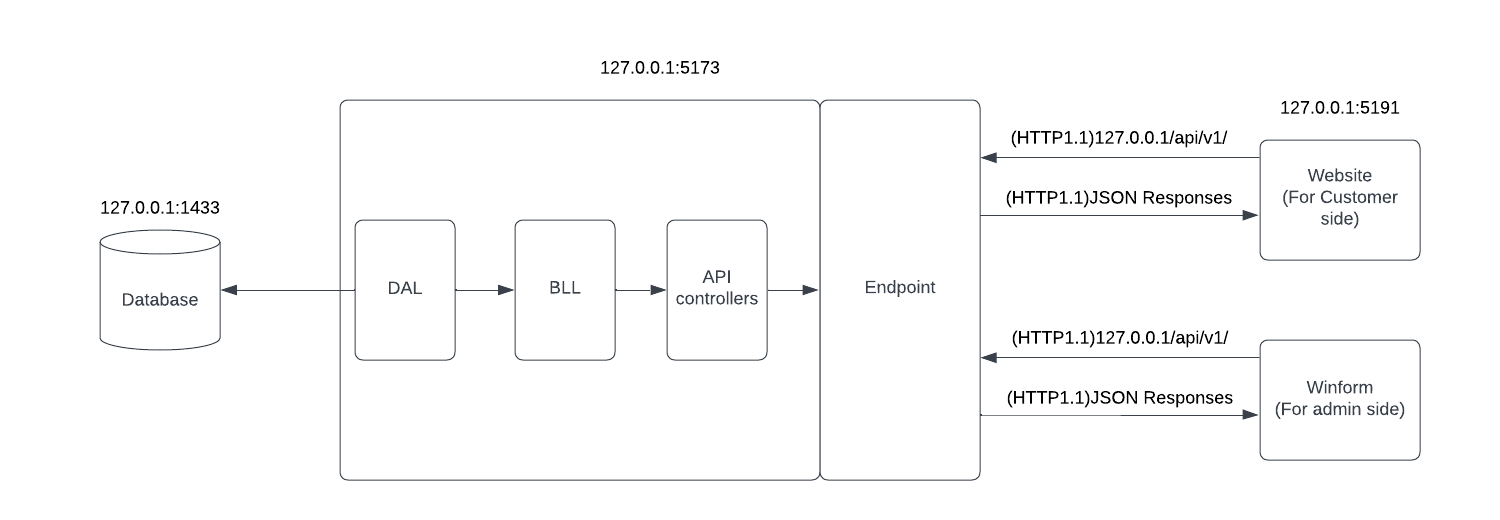 127.0.0.1:5173
127.0.0.1:5191
(HTTP1.1)127.0.0.1/api/v1/
Website
(For Customer
side)
(HTTP1.1)JSON Responses
127.0.0.1:1433
Database
DAL
BLL
API
controllers
Endpoint
(HTTP1.1)127.0.0.1/api/v1/
(HTTP1.1)JSON Responses
Winform
(For admin side)